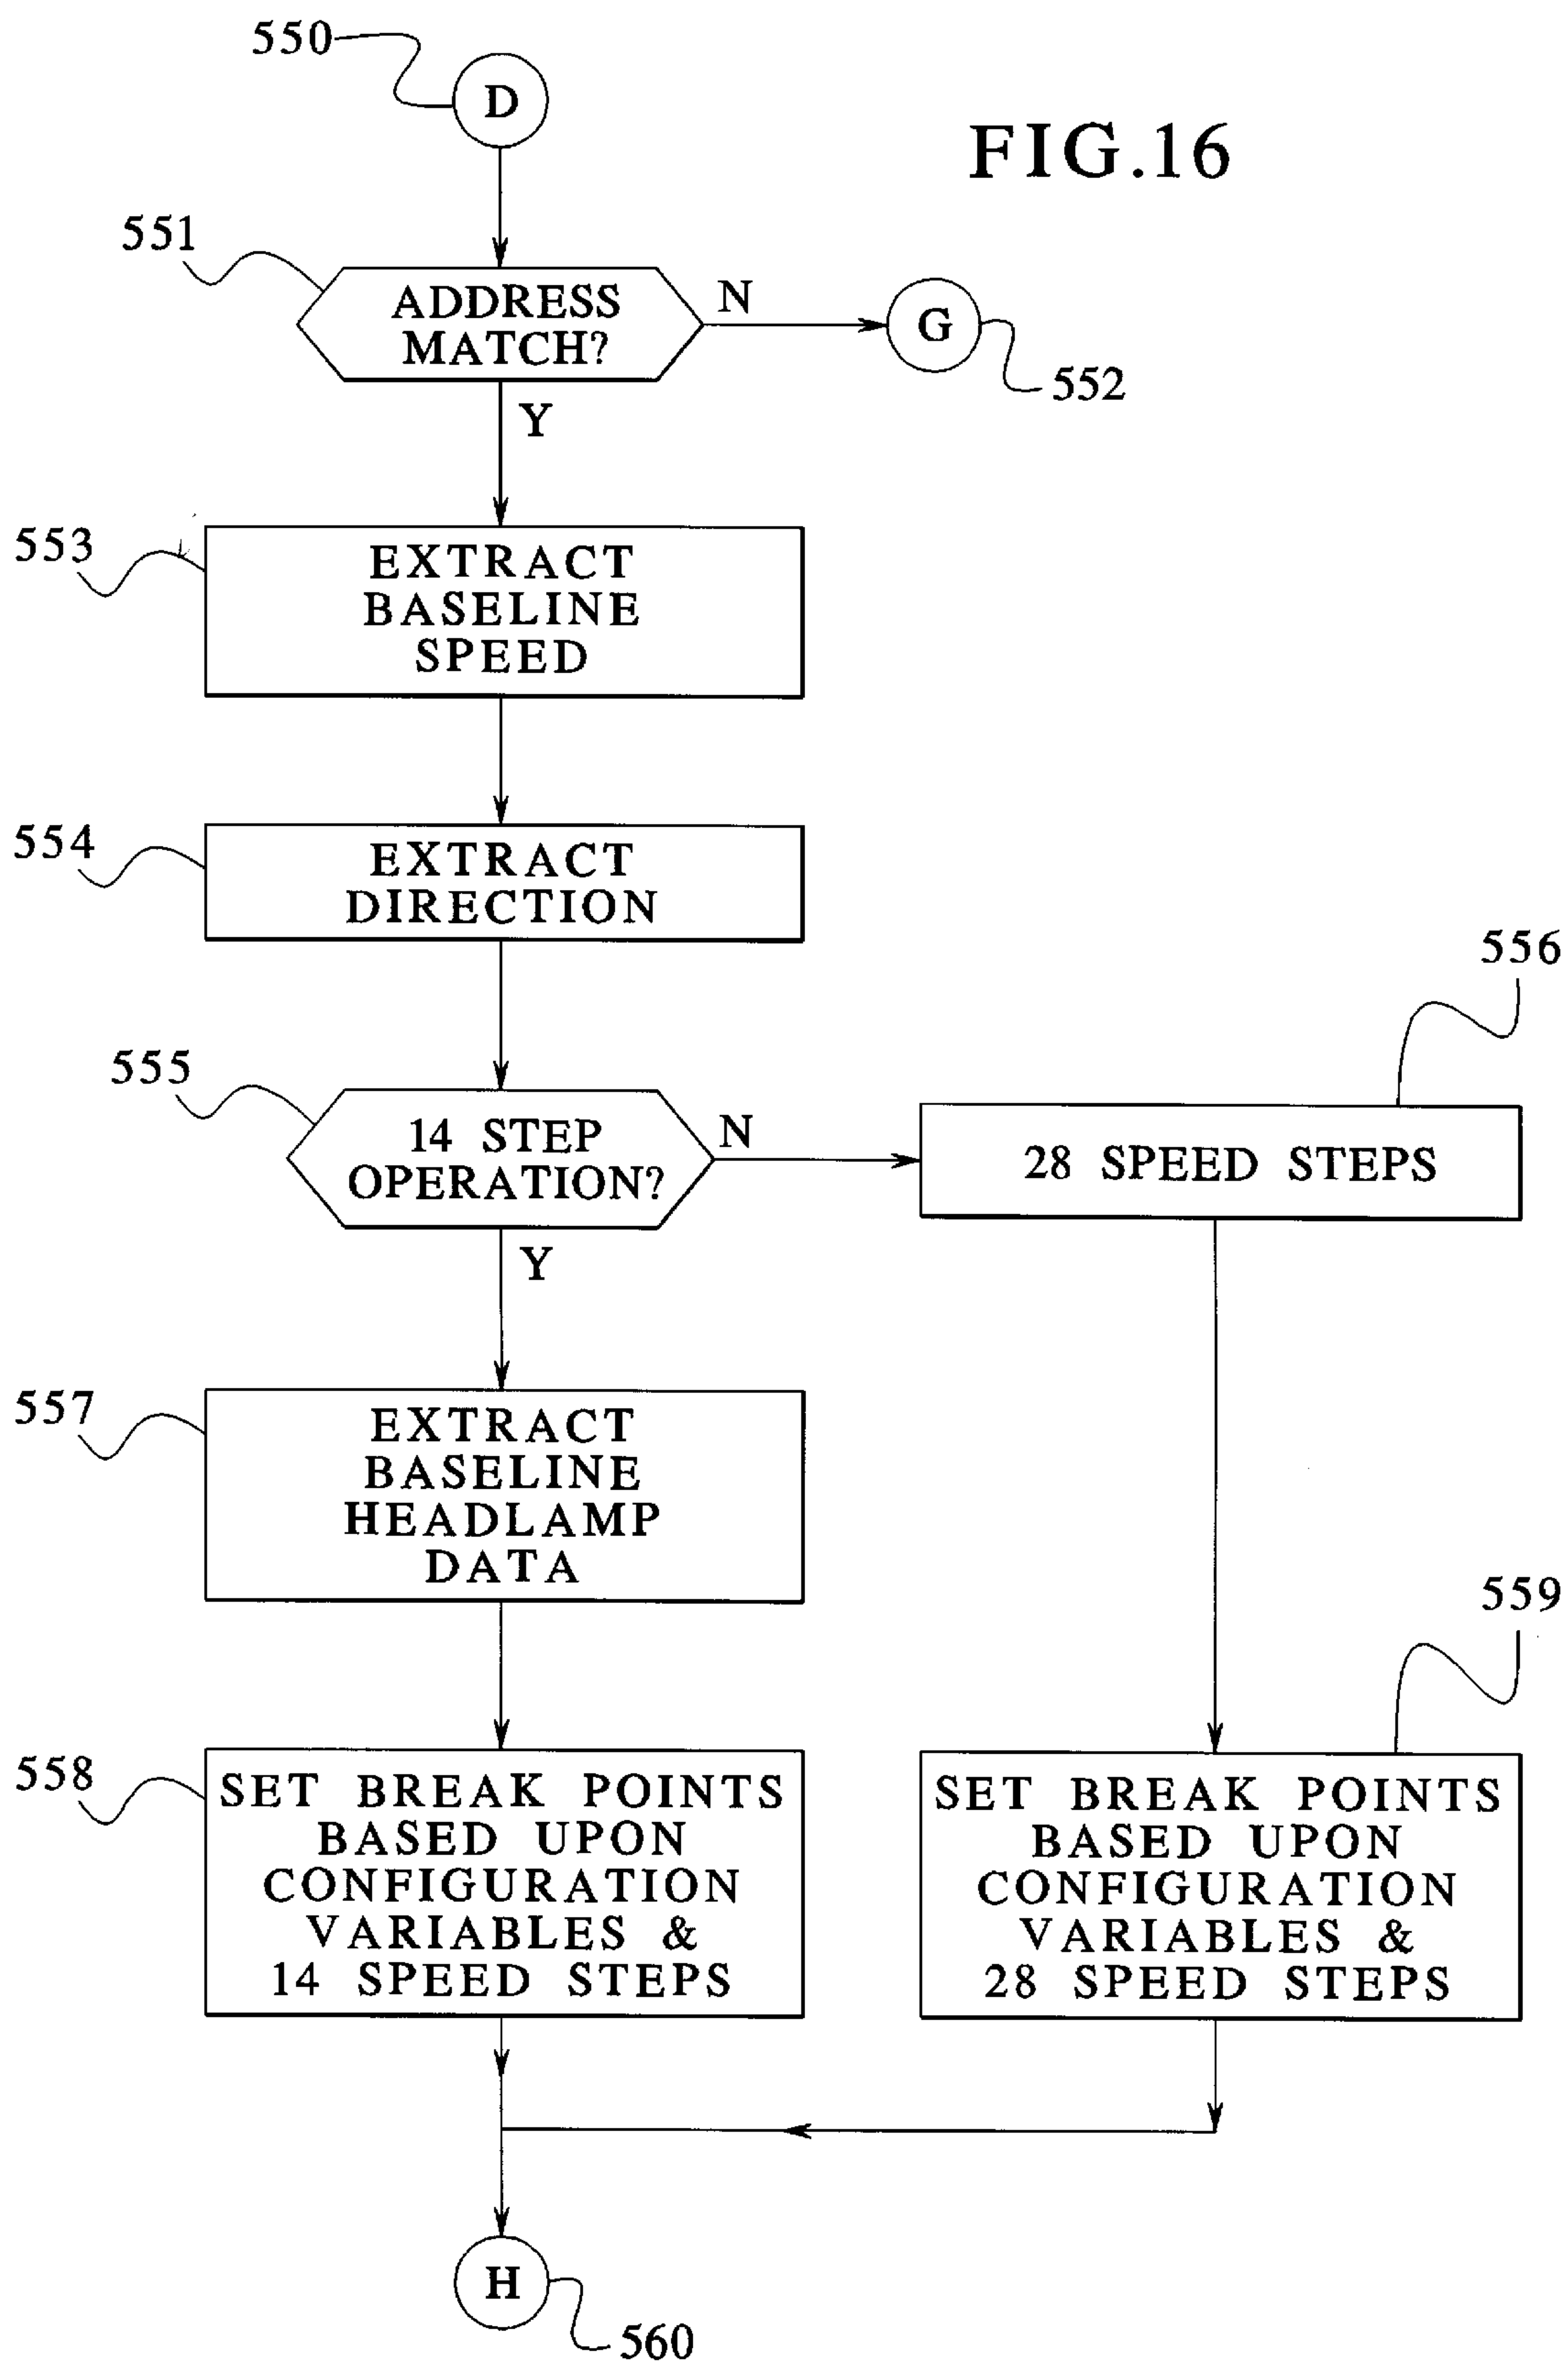 550
D
FIG.16
551
ADDRESS
MATCH?
N
G
552
Y
553
EXTRACT
BASELINE
SPEED
554
EXTRACT
DIRECTION
555
14 STEP
OPERATION?
N
556
28 SPEED STEPS
Y
557
EXTRACT
BASELINE
HEADLAMP
DATA
558
SET BREAK POINTS
BASED UPON
CONFIGURATION
VARIABLES &
14 SPEED STEPS
559
SET BREAK POINTS
BASED UPON
CONFIGURATION
VARIABLES &
28 SPEED STEPS
H
560